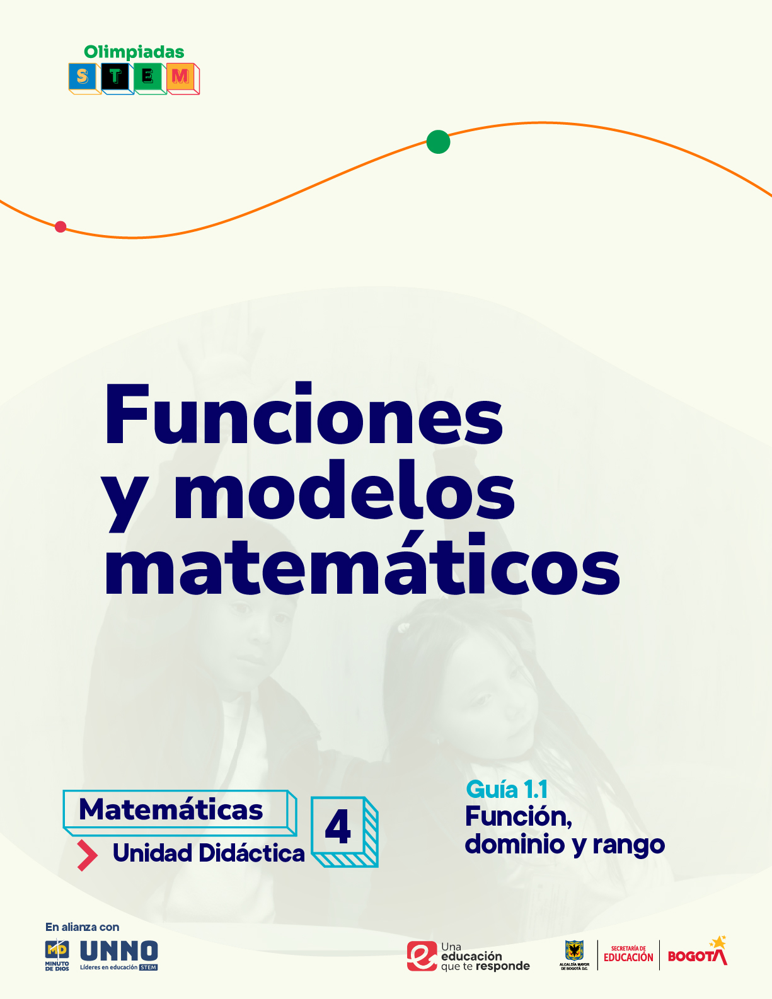 Olimpiadas
STEM
Funciones
y modelos
matemáticos
Matemáticas
Unidad Didáctica
4
Guía 1.1
Función,
dominio y rango
En alianza con
MD
MINUTO
DE DIOS
UNNO
Líderes en educación STEM
e
Una
educación
que te responde
ALCALDÍA MAYOR
DE BOGOTÁ D.C.
SECRETARÍA DE
EDUCACIÓN
BOGOTÁ